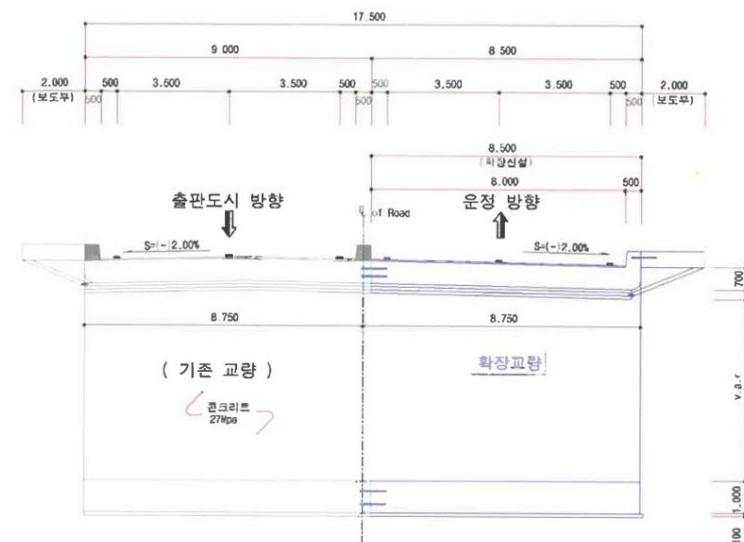 17.500
9 000
8 500
2.000 500 3.500 3.500 500 500 3.500 3.500 500 2.000
(보도부) 500 500 500 (보도부)
8.500
(확장신설)
8.000 500
출판도시 방향
운정 방향
℄ of Road
S=(-)2.00%
S=(-)2.00%
700
8.750
8.750
( 기존 교량 )
확장교량
콘크리트
27Mpa
v.a.r
1.000
100